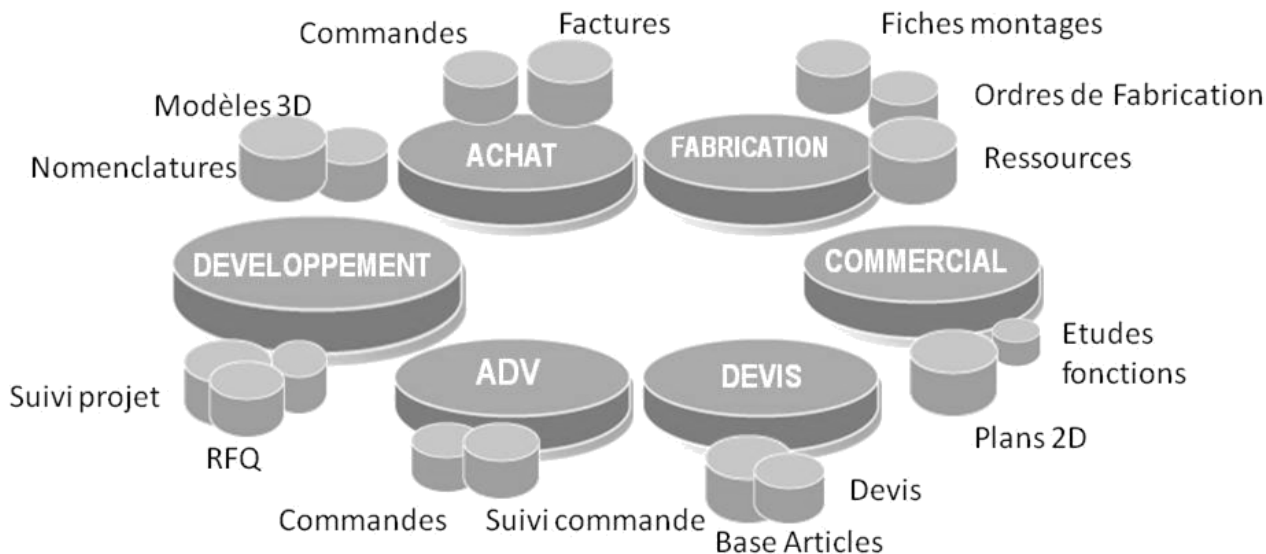 Commandes
Factures
Fiches montages
Modèles 3D
Ordres de Fabrication
Nomenclatures
ACHAT
FABRICATION
Ressources
DEVELOPPEMENT
COMMERCIAL
Etudes
fonctions
Suivi projet
ADV
DEVIS
RFQ
Plans 2D
Commandes
Suivi commande
Devis
Base Articles